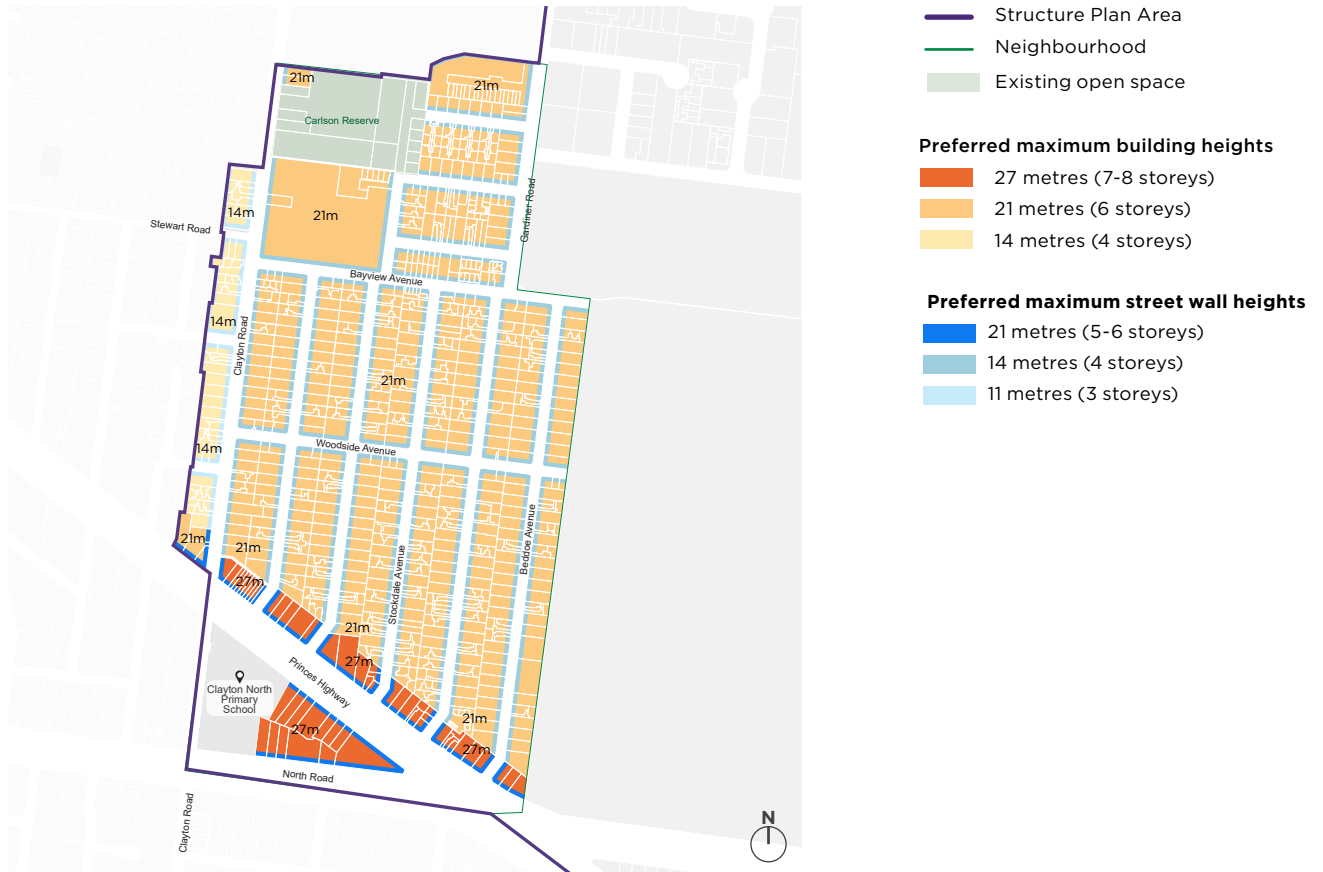 Structure Plan Area
Neighbourhood
Existing open space
Preferred maximum building heights
27 metres (7-8 storeys)
21 metres (6 storeys)
14 metres (4 storeys)
Preferred maximum street wall heights
21 metres (5-6 storeys)
14 metres (4 storeys)
11 metres (3 storeys)
21m
21m
Carlson Reserve
14m
21m
Gardiner Road
Stewart Road
Bayview Avenue
14m
Clayton Road
21m
14m
Woodside Avenue
21m
21m
Beddoe Avenue
Stockdale Avenue
27m
21m
27m
Princes Highway
Clayton North
Primary
School
27m
21m
27m
North Road
Clayton Road
N